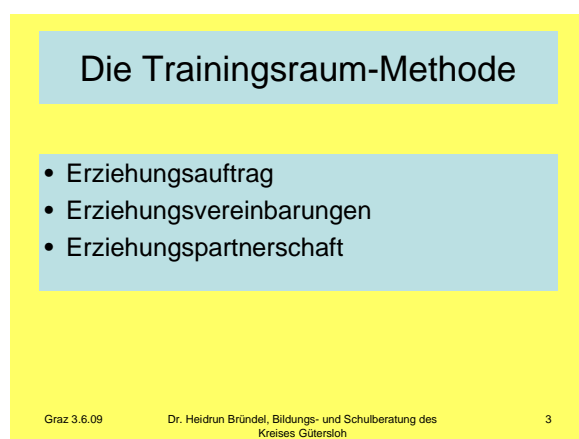 Die Trainingsraum-Methode
• Erziehungsauftrag
• Erziehungsvereinbarungen
• Erziehungspartnerschaft
Graz 3.6.09
Dr. Heidrun Bründel, Bildungs- und Schulberatung des
Kreises Gütersloh
3